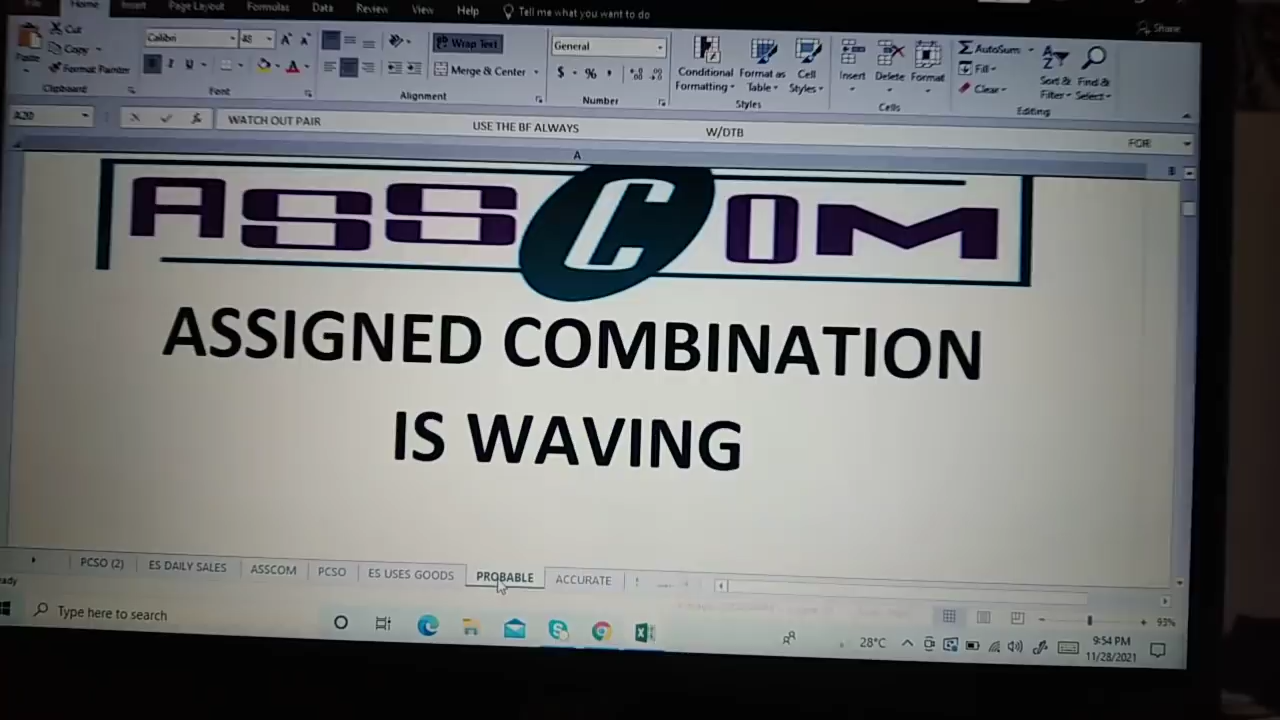 Home Insert Page Layout Formulas Data Review View Help Tell me what you want to do
Share
Cut
Copy
Format Painter
Clipboard
Calibri 48
Font
Wrap Text
Merge & Center
Alignment
General
$ %
Number
Conditional Formatting
Format as Table
Cell Styles
Styles
Insert Delete Format
Cells
AutoSum
Fill
Clear
Sort & Filter
Find & Select
Editing
A20 WATCH OUT PAIR USE THE BF ALWAYS W/DTB FOR
A B
ASSCOM
ASSIGNED COMBINATION
IS WAVING
PCSO (2) ES DAILY SALES ASSCOM PCSO ES USES GOODS PROBABLE ACCURATE
93%
Type here to search
28°C
9:54 PM
11/28/2021